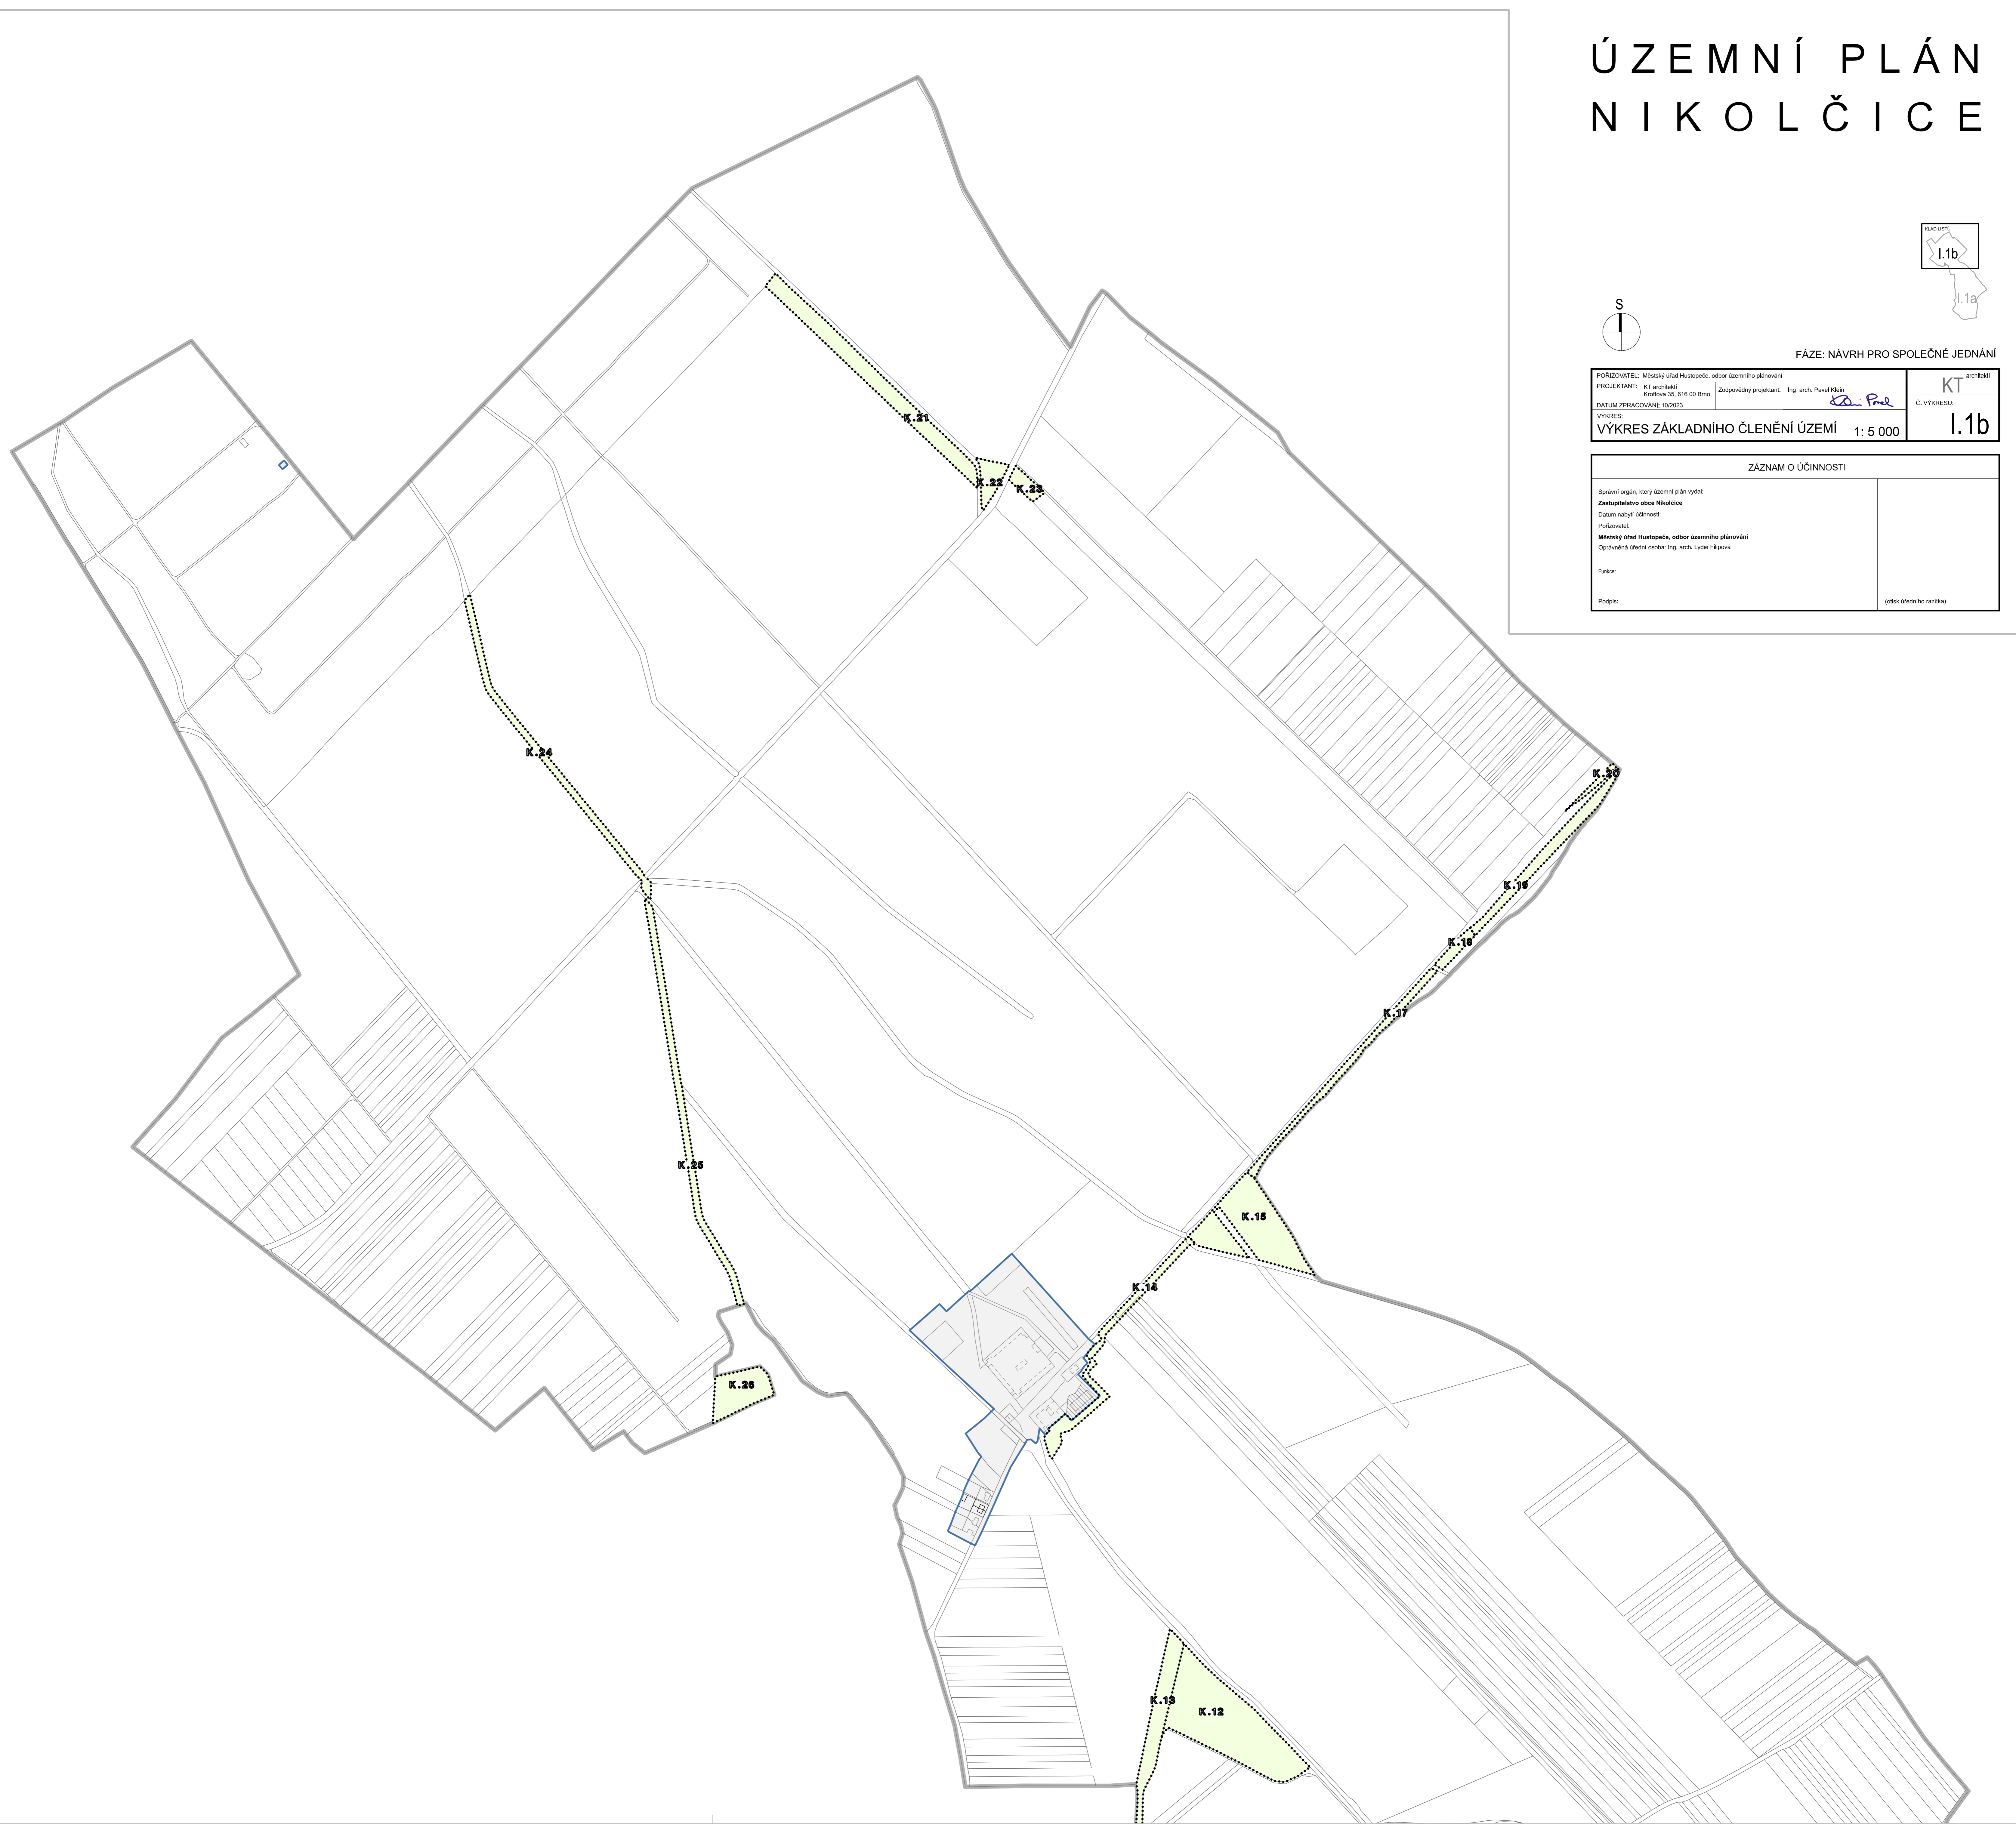 ÚZEMNÍ PLÁN
NIKOLČICE
KLAD LISTŮ
I.1b
I.1a
S
FÁZE: NÁVRH PRO SPOLEČNÉ JEDNÁNÍ
POŘIZOVATEL: Městský úřad Hustopeče, odbor územního plánování
PROJEKTANT: KT architekti
Kroftova 35, 616 00 Brno
Zodpovědný projektant: Ing. arch. Pavel Klein
DATUM ZPRACOVÁNÍ: 10/2023
KT architekti
Č. VÝKRESU:
I.1b
VÝKRES:
VÝKRES ZÁKLADNÍHO ČLENĚNÍ ÚZEMÍ 1: 5 000
ZÁZNAM O ÚČINNOSTI
Správní orgán, který územní plán vydal:
Zastupitelstvo obce Nikolčice
Datum nabytí účinnosti:
Pořizovatel:
Městský úřad Hustopeče, odbor územního plánování
Oprávněná úřední osoba: Ing. arch. Lydie Filipová
Funkce:
Podpis:
(otisk úředního razítka)
K.21
K.22
K.23
K.24
K.20
K.19
K.18
K.17
K.25
K.15
K.14
K.26
K.13
K.12